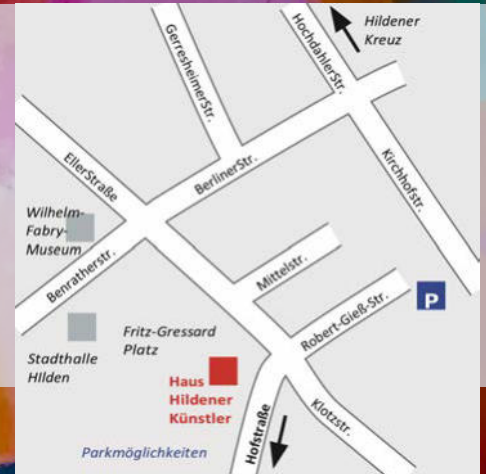 Hildener
Kreuz
HochdahlerStr.
GerresheimerStr.
EllerStraße
BerlinerStr.
Kirchhofstr.
Wilhelm-
Fabry-
Museum
Benratherstr.
Mittelstr.
P
Robert-Gieß-Str.
Fritz-Gressard
Platz
Stadthalle
HIlden
Haus
Hildener
Künstler
Hofstraße
Klotzstr.
Parkmöglichkeiten